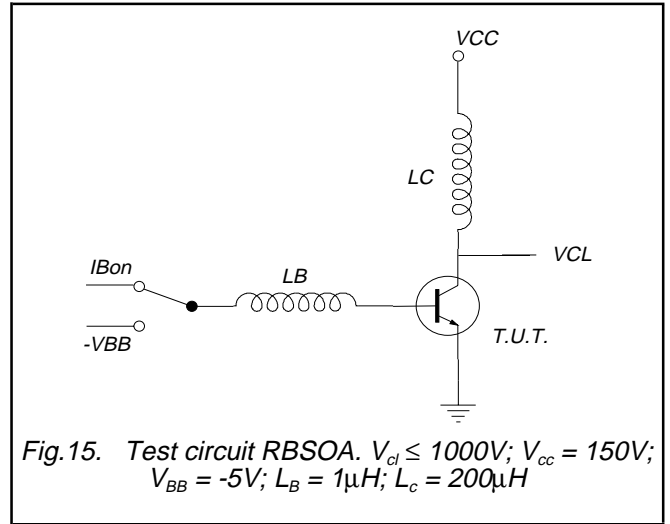 VCC
LC
IBon
LB
VCL
-VBB
T.U.T.
Fig.15. Test circuit RBSOA. Vcl ≤ 1000V; Vcc = 150V;
VBB = -5V; LB = 1μH; Lc = 200μH